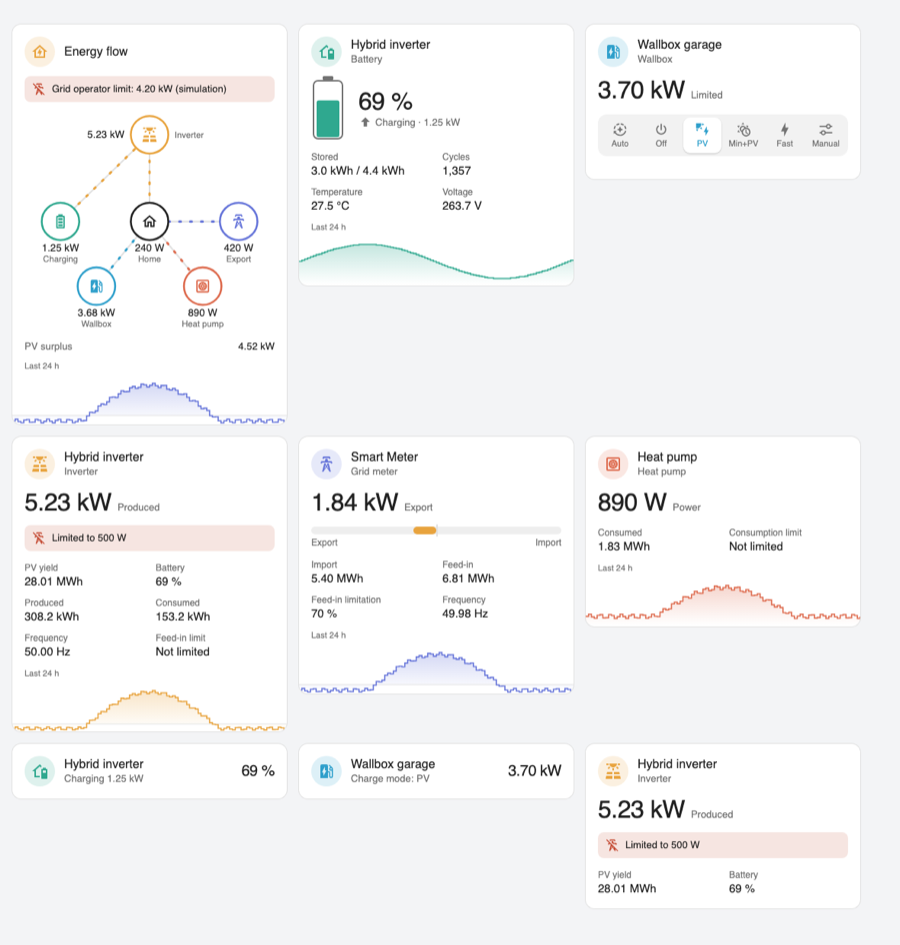 Energy flow
Grid operator limit: 4.20 kW (simulation)
5.23 kW
Inverter
1.25 kW
Charging
240 W
Home
420 W
Export
3.68 kW
Wallbox
890 W
Heat pump
PV surplus
4.52 kW
Last 24 h
Hybrid inverter
Battery
69 %
Charging · 1.25 kW
Stored
3.0 kWh / 4.4 kWh
Cycles
1,357
Temperature
27.5 °C
Voltage
263.7 V
Last 24 h
Wallbox garage
Wallbox
3.70 kW Limited
Auto
Off
PV
Min+PV
Fast
Manual
Hybrid inverter
Inverter
5.23 kW Produced
Limited to 500 W
PV yield
28.01 MWh
Battery
69 %
Produced
308.2 kWh
Consumed
153.2 kWh
Frequency
50.00 Hz
Feed-in limit
Not limited
Last 24 h
Smart Meter
Grid meter
1.84 kW Export
Export
Import
Import
5.40 MWh
Feed-in
6.81 MWh
Feed-in limitation
70 %
Frequency
49.98 Hz
Last 24 h
Heat pump
Heat pump
890 W Power
Consumed
1.83 MWh
Consumption limit
Not limited
Last 24 h
Hybrid inverter
Charging 1.25 kW
69 %
Wallbox garage
Charge mode: PV
3.70 kW
Hybrid inverter
Inverter
5.23 kW Produced
Limited to 500 W
PV yield
28.01 MWh
Battery
69 %